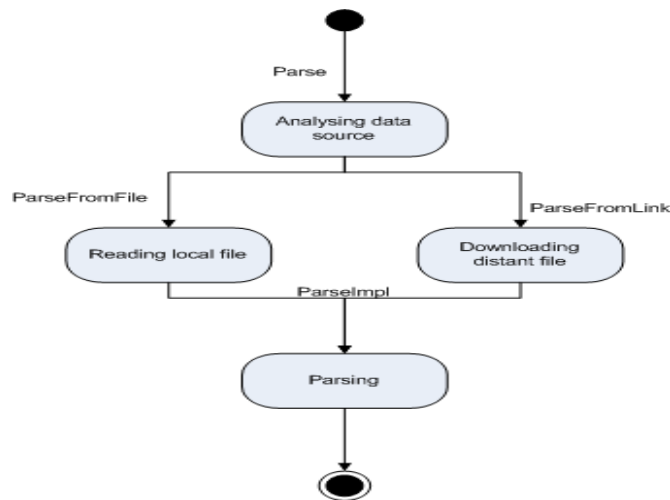 Parse
Analysing data
source
ParseFromFile
ParseFromLink
Reading local file
Downloading
distant file
ParseImpl
Parsing